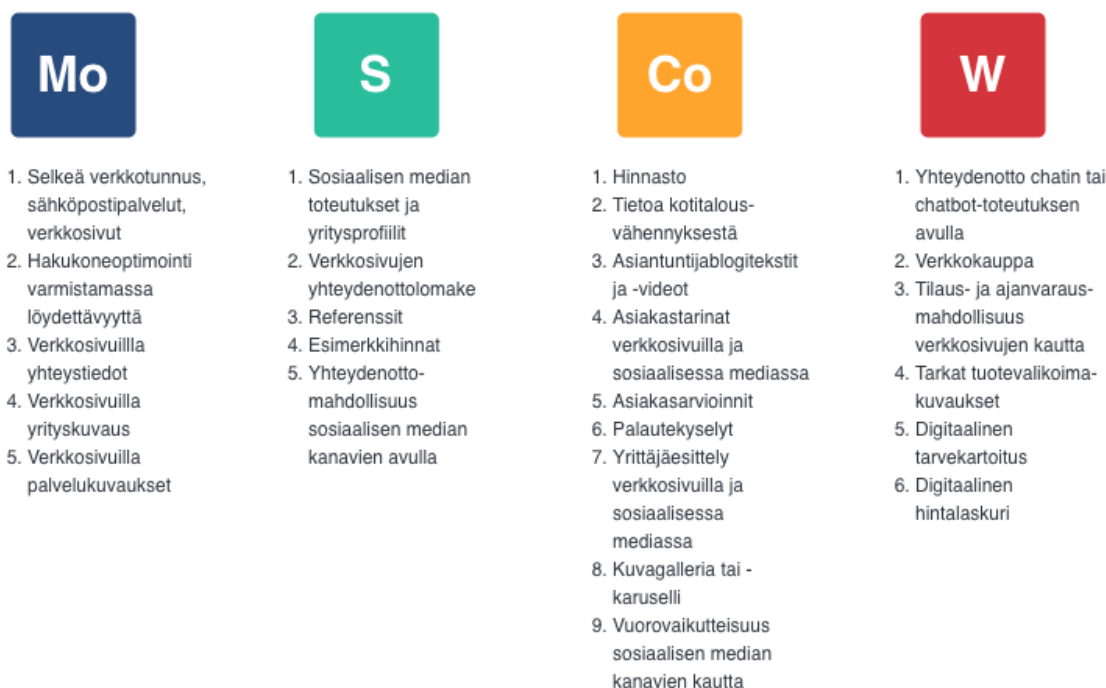 Mo
1. Selkeä verkkotunnus,
sähköpostipalvelut,
verkkosivut
2. Hakukoneoptimointi
varmistamassa
löydettävyyttä
3. Verkkosivuillla
yhteystiedot
4. Verkkosivuilla
yrityskuvaus
5. Verkkosivuilla
palvelukuvaukset
S
1. Sosiaalisen median
toteutukset ja
yritysprofiilit
2. Verkkosivujen
yhteydenottolomake
3. Referenssit
4. Esimerkkihinnat
5. Yhteydenotto-
mahdollisuus
sosiaalisen median
kanavien avulla
Co
1. Hinnasto
2. Tietoa kotitalous-
vähennyksestä
3. Asiantuntijablogitekstit
ja -videot
4. Asiakastarinat
verkkosivuilla ja
sosiaalisessa mediassa
5. Asiakasarvioinnit
6. Palautekyselyt
7. Yrittäjäesittely
verkkosivuilla ja
sosiaalisessa
mediassa
8. Kuvagalleria tai -
karuselli
9. Vuorovaikutteisuus
sosiaalisen median
kanavien kautta
W
1. Yhteydenotto chatin tai
chatbot-toteutuksen
avulla
2. Verkkokauppa
3. Tilaus- ja ajanvaraus-
mahdollisuus
verkkosivujen kautta
4. Tarkat tuotevalikoima-
kuvaukset
5. Digitaalinen
tarvekartoitus
6. Digitaalinen
hintalaskuri